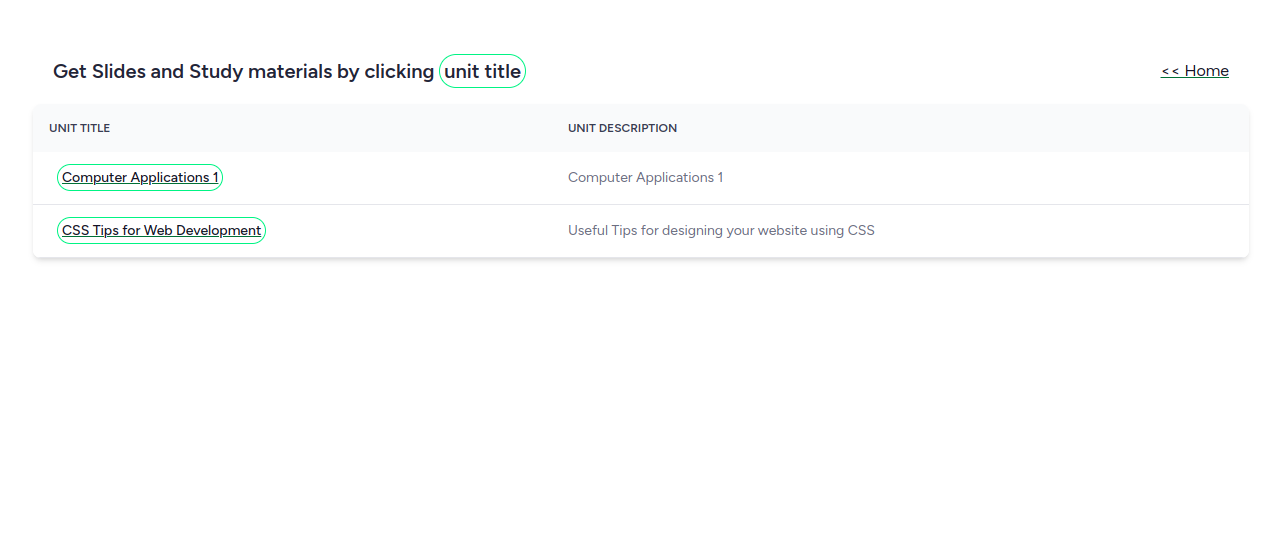 Get Slides and Study materials by clicking unit title
<< Home
UNIT TITLE UNIT DESCRIPTION
Computer Applications 1 Computer Applications 1
CSS Tips for Web Development Useful Tips for designing your website using CSS